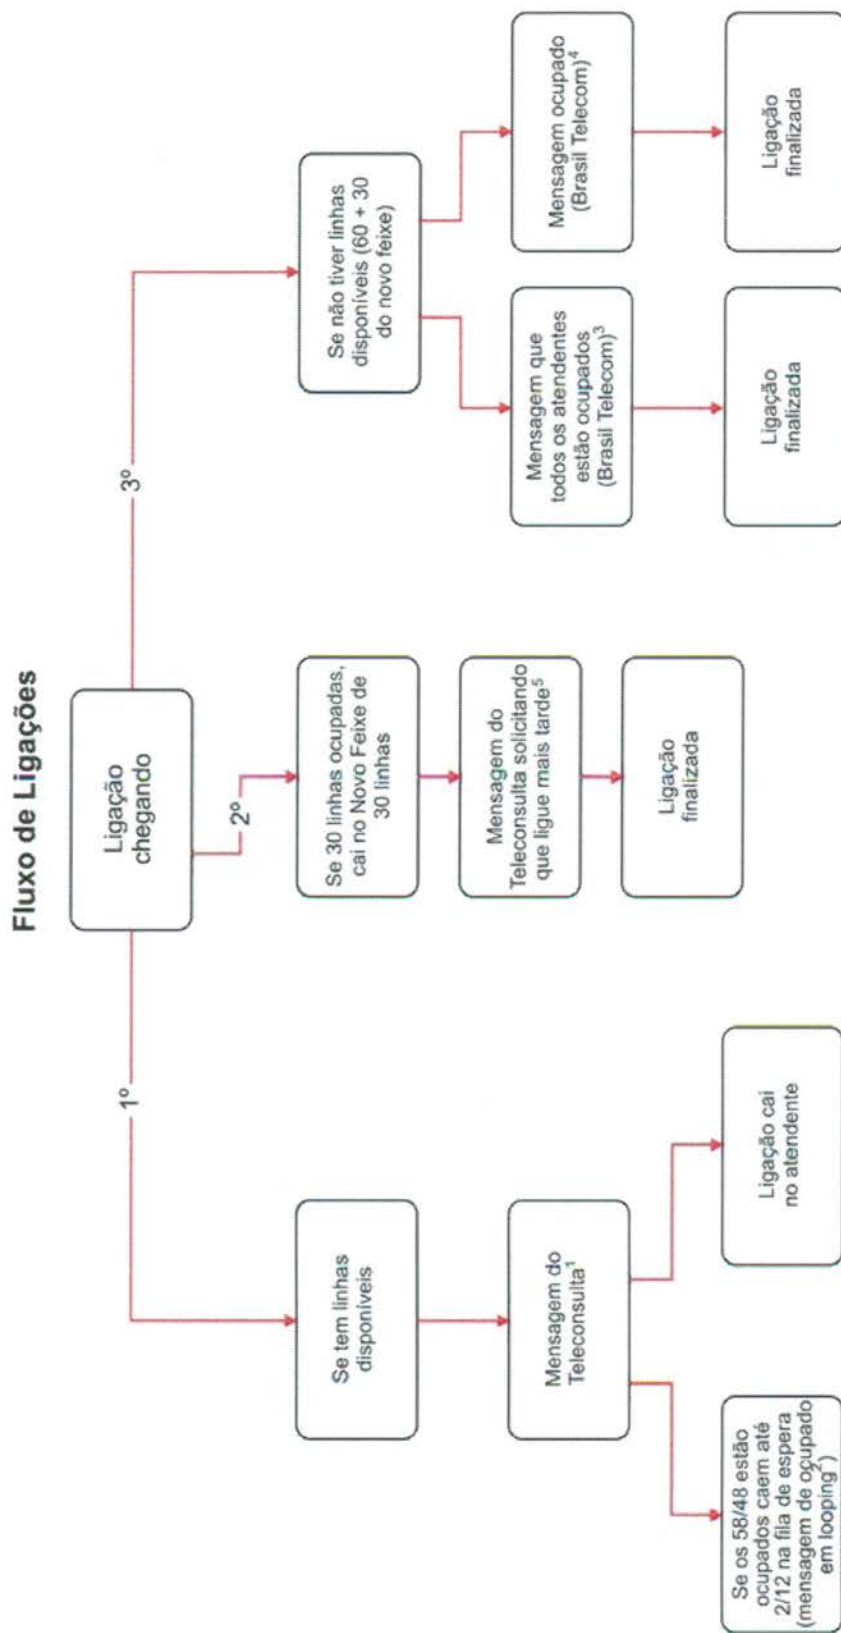 Fluxo de Ligações
Ligação
chegando
1º
2º
3º
Se tem linhas
disponíveis
Mensagem do
Teleconsulta¹
Se os 58/48 estão
ocupados caem até
2/12 na fila de espera
(mensagem de ocupado
em looping²)
Ligação cai
no atendente
Se 30 linhas ocupadas,
cai no Novo Feixe de
30 linhas
Mensagem do
Teleconsulta solicitando
que ligue mais tarde⁵
Ligação
finalizada
Se não tiver linhas
disponíveis (60 + 30
do novo feixe)
Mensagem que
todos os atendentes
estão ocupados
(Brasil Telecom)³
Ligação
finalizada
Mensagem ocupado
(Brasil Telecom)⁴
Ligação
finalizada